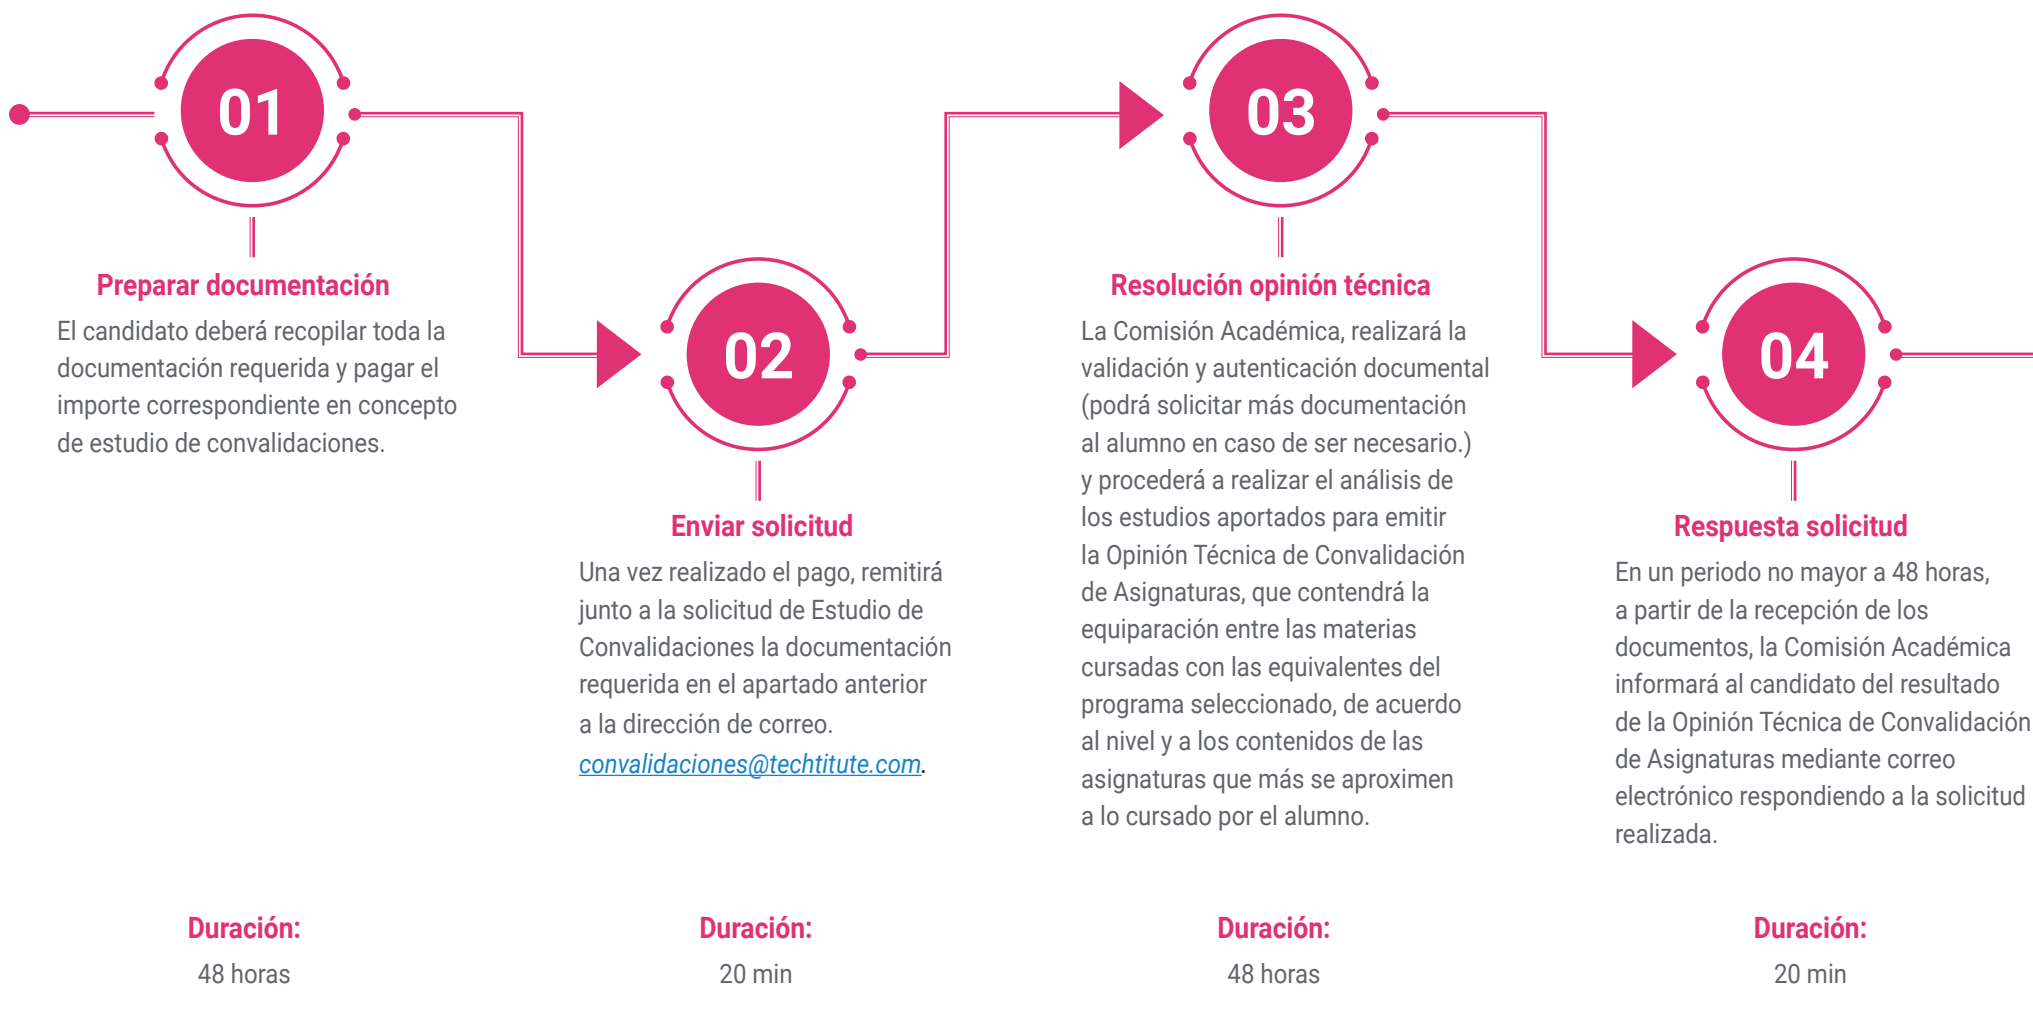 01
Preparar documentación
El candidato deberá recopilar toda la
documentación requerida y pagar el
importe correspondiente en concepto
de estudio de convalidaciones.
Duración:
48 horas
02
Enviar solicitud
Una vez realizado el pago, remitirá
junto a la solicitud de Estudio de
Convalidaciones la documentación
requerida en el apartado anterior
a la dirección de correo.
convalidaciones@techtitute.com.
Duración:
20 min
03
Resolución opinión técnica
La Comisión Académica, realizará la
validación y autenticación documental
(podrá solicitar más documentación
al alumno en caso de ser necesario.)
y procederá a realizar el análisis de
los estudios aportados para emitir
la Opinión Técnica de Convalidación
de Asignaturas, que contendrá la
equiparación entre las materias
cursadas con las equivalentes del
programa seleccionado, de acuerdo
al nivel y a los contenidos de las
asignaturas que más se aproximen
a lo cursado por el alumno.
Duración:
48 horas
04
Respuesta solicitud
En un periodo no mayor a 48 horas,
a partir de la recepción de los
documentos, la Comisión Académica
informará al candidato del resultado
de la Opinión Técnica de Convalidación
de Asignaturas mediante correo
electrónico respondiendo a la solicitud
realizada.
Duración:
20 min